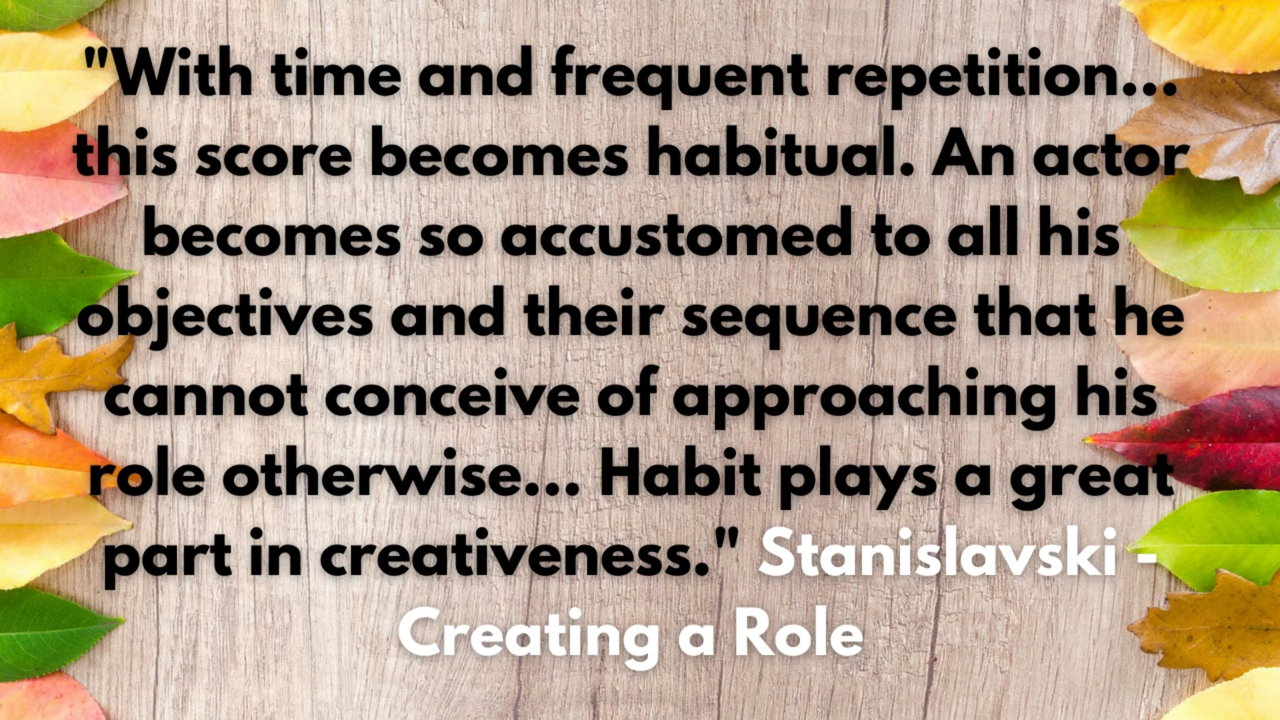 "With time and frequent repetition...
this score becomes habitual. An actor
becomes so accustomed to all his
objectives and their sequence that he
cannot conceive of approaching his
role otherwise... Habit plays a great
part in creativeness." Stanislavski -
Creating a Role